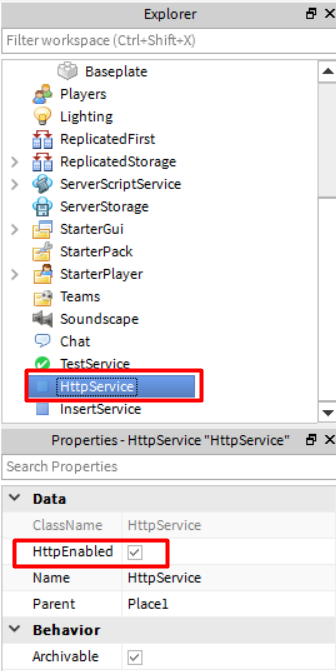 Explorer
Filter workspace (Ctrl+Shift+X)
Baseplate
Players
Lighting
ReplicatedFirst
ReplicatedStorage
ServerScriptService
ServerStorage
StarterGui
StarterPack
StarterPlayer
Teams
Soundscape
Chat
TestService
HttpService
InsertService
Properties - HttpService "HttpService"
Search Properties
Data
ClassName HttpService
HttpEnabled
Name HttpService
Parent Place1
Behavior
Archivable